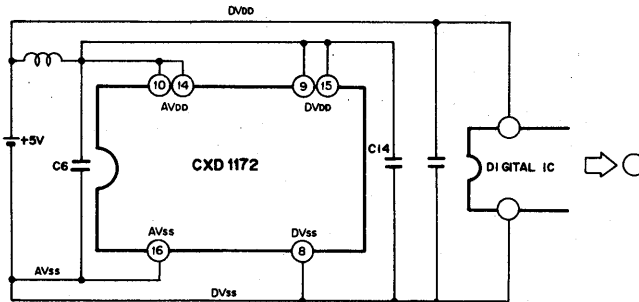 DVDD
10 14
9 15
AVDD
DVDD
+5V
C6
CXD 1172
C14
DIGITAL IC
AVSS
DVSS
16
8
AVSS
DVSS